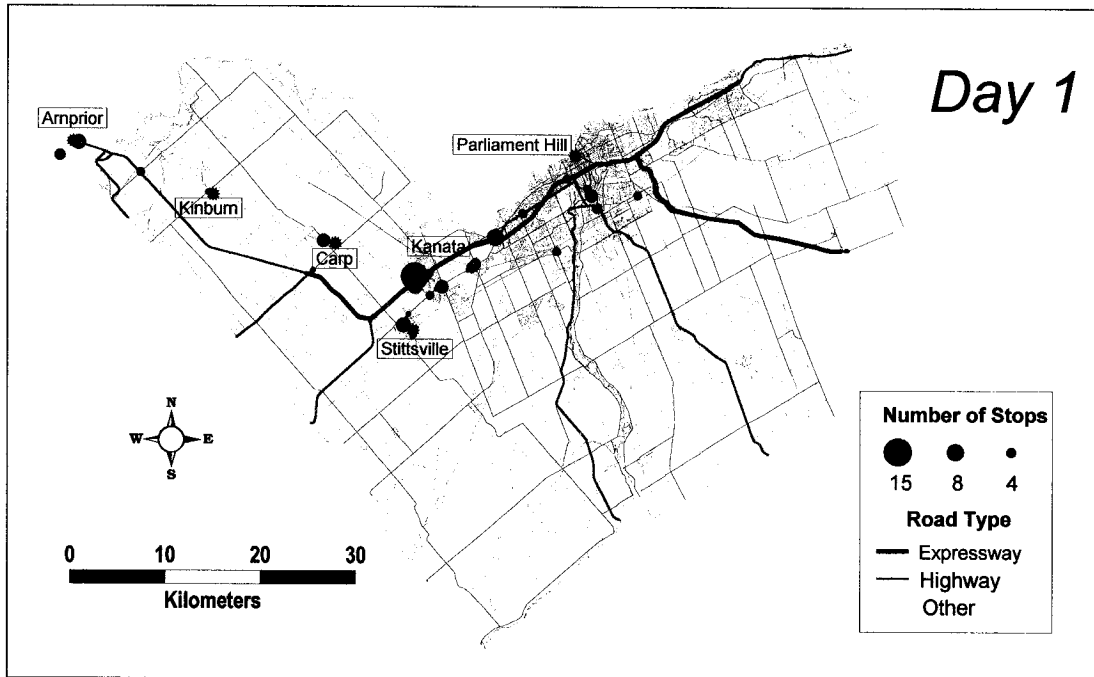 Day 1
Arnprior
Parliament Hill
Kinburn
Kanata
Carp
Stittsville
N
W E
S
0 10 20 30
Kilometers
Number of Stops
15 8 4
Road Type
Expressway
Highway
Other